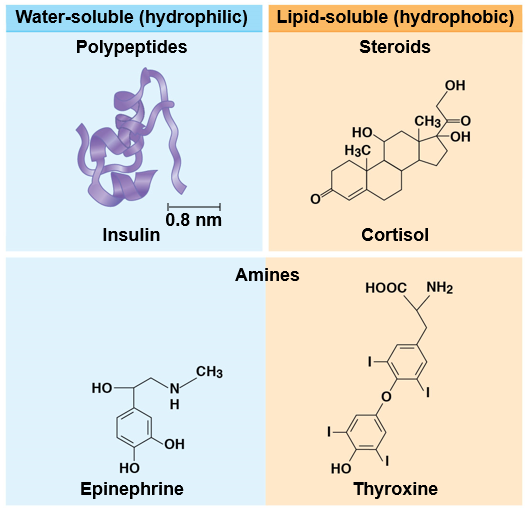 Water-soluble (hydrophilic)
Lipid-soluble (hydrophobic)
Polypeptides
Steroids
0.8 nm
Insulin
OH
CH3
O
HO
OH
H3C
O
Cortisol
Amines
HO
CH3
N
H
OH
HO
Epinephrine
HOOC
NH2
I
I
O
I
I
HO
Thyroxine